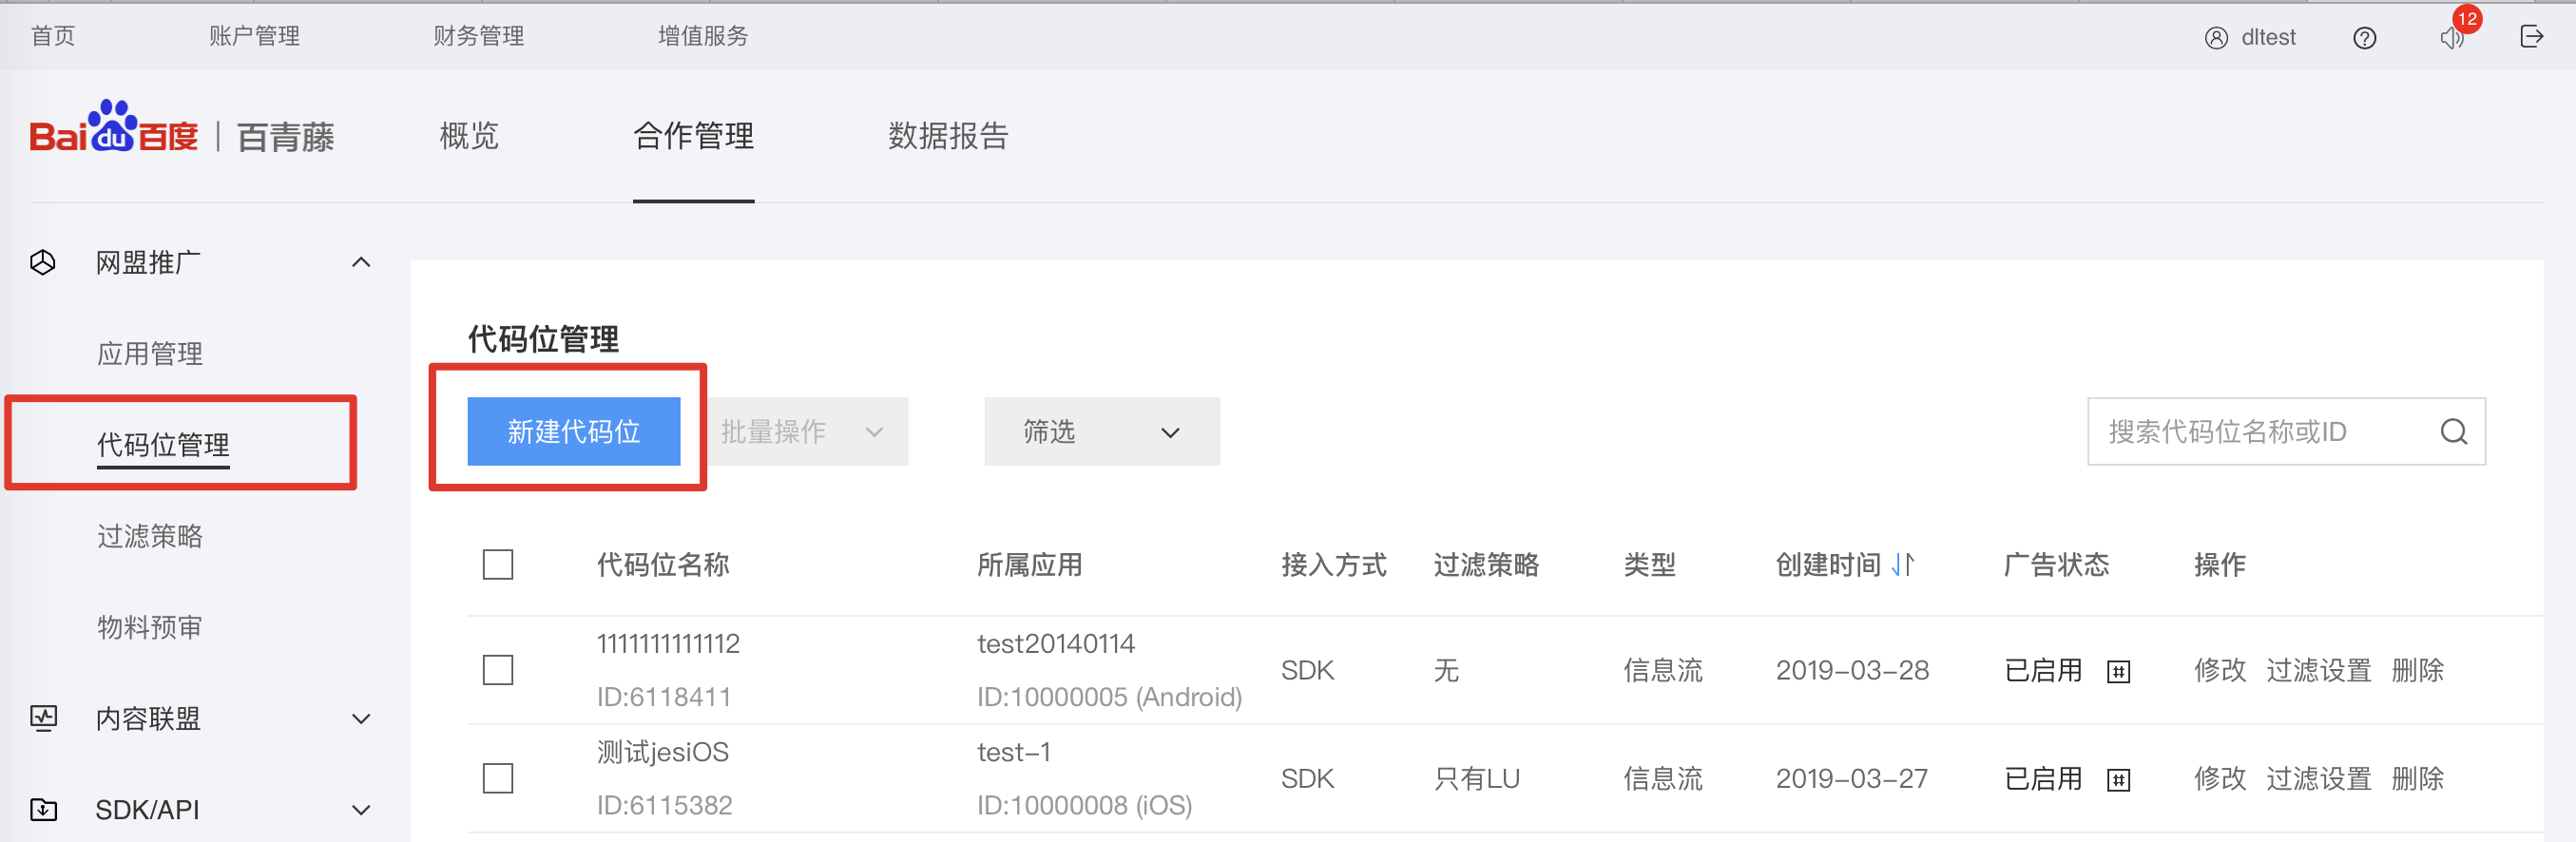 首页 账户管理 财务管理 增值服务 dltest 12
Bai du 百度 | 百青藤 概览 合作管理 数据报告
网盟推广
应用管理
代码位管理
过滤策略
物料预审
内容联盟
SDK/API
代码位管理
新建代码位 批量操作 筛选 搜索代码位名称或ID
代码位名称 所属应用 接入方式 过滤策略 类型 创建时间 广告状态 操作
1111111111112 test20140114
SDK 无 信息流 2019-03-28 已启用 修改 过滤设置 删除
ID:6118411 ID:10000005 (Android)
测试jesiOS test-1
SDK 只有LU 信息流 2019-03-27 已启用 修改 过滤设置 删除
ID:6115382 ID:10000008 (iOS)